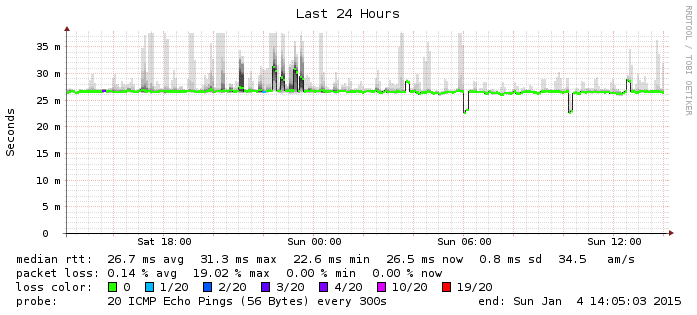 Last 24 Hours
RRDTOOL / TOBI OETIKER
Seconds
35 m
30 m
25 m
20 m
15 m
10 m
5 m
0
Sat 18:00 Sun 00:00 Sun 06:00 Sun 12:00
median rtt: 26.7 ms avg 31.3 ms max 22.6 ms min 26.5 ms now 0.8 ms sd 34.5 am/s
packet loss: 0.14 % avg 19.02 % max 0.00 % min 0.00 % now
loss color: 0 1/20 2/20 3/20 4/20 10/20 19/20
probe: 20 ICMP Echo Pings (56 Bytes) every 300s end: Sun Jan 4 14:05:03 2015